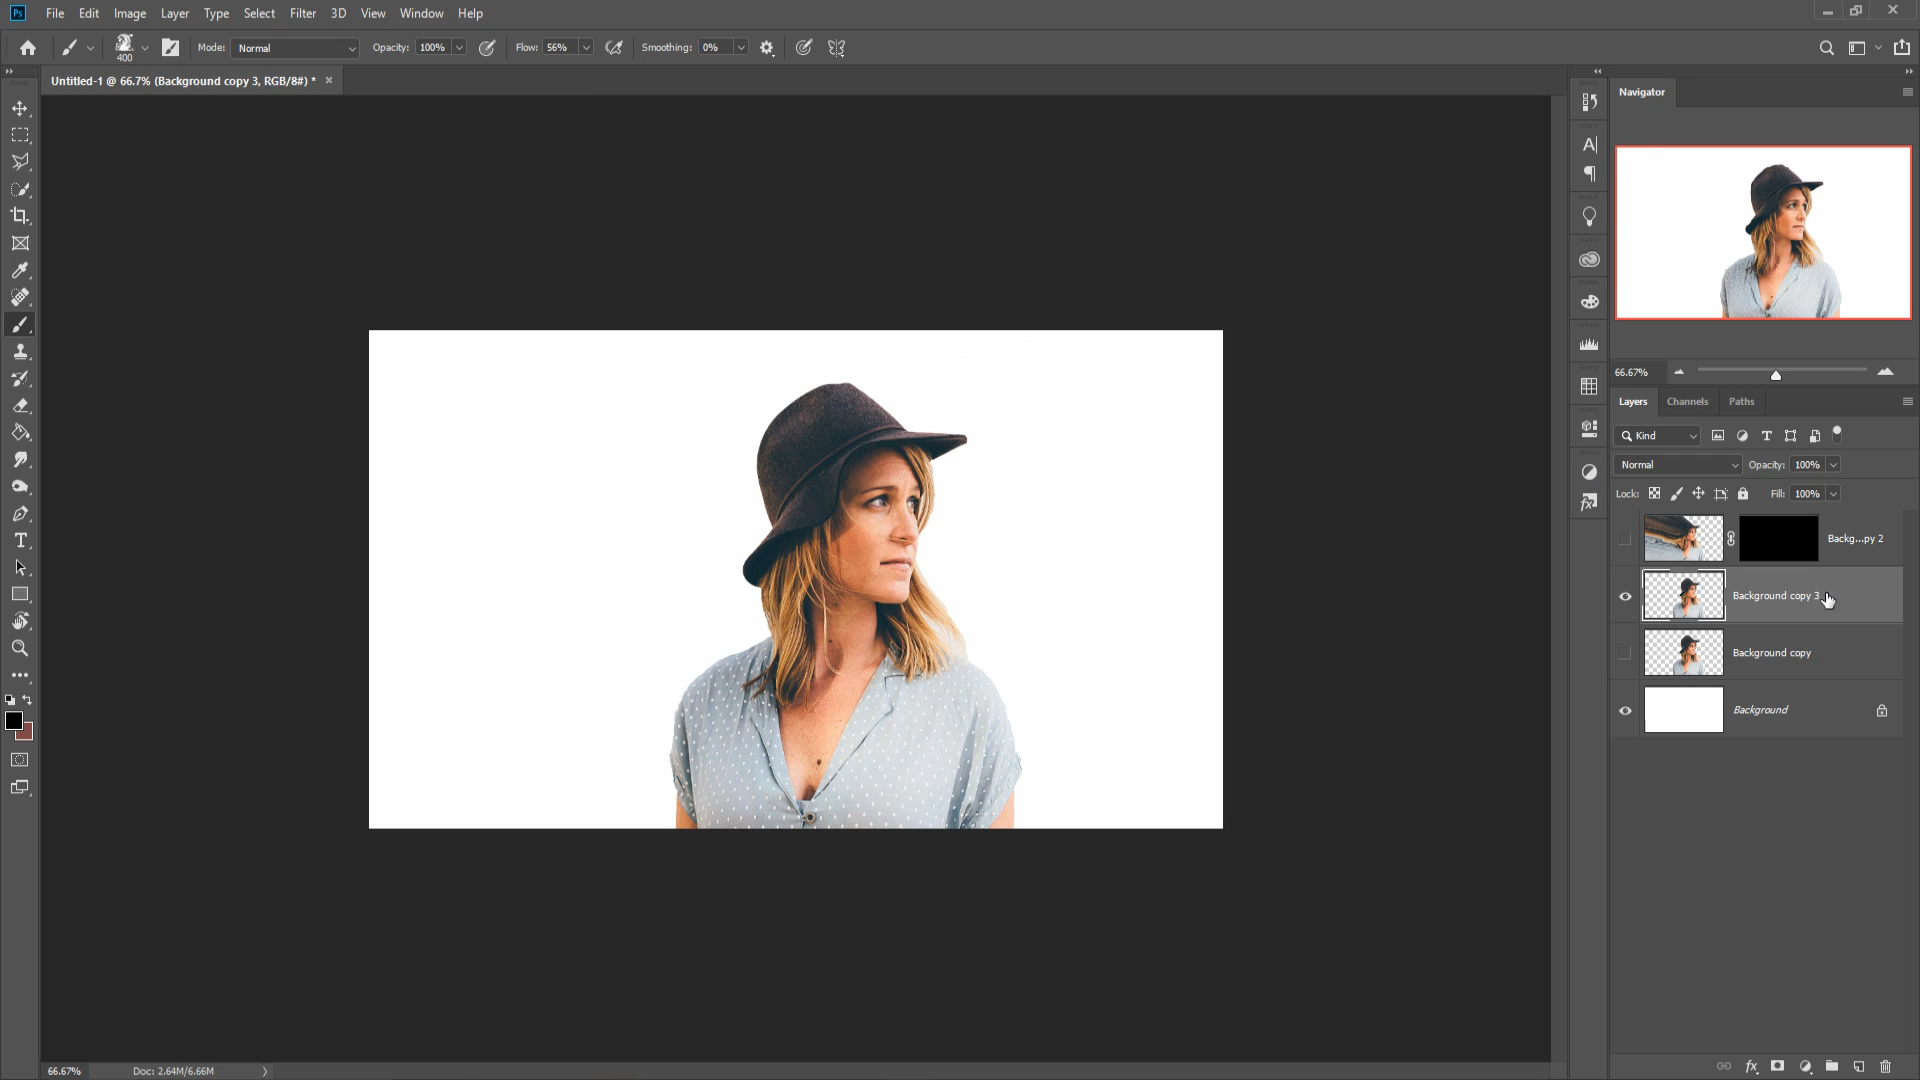 Ps File Edit Image Layer Type Select Filter 3D View Window Help
400 Mode: Normal Opacity: 100% Flow: 56% Smoothing: 0%
Untitled-1 @ 66.7% (Background copy 3, RGB/8#) * ×
Navigator
66.67%
Layers Channels Paths
Kind
Normal Opacity: 100%
Lock: Fill: 100%
Backg...py 2
Background copy 3
Background copy
Background
66.67% Doc: 2.64M/6.66M